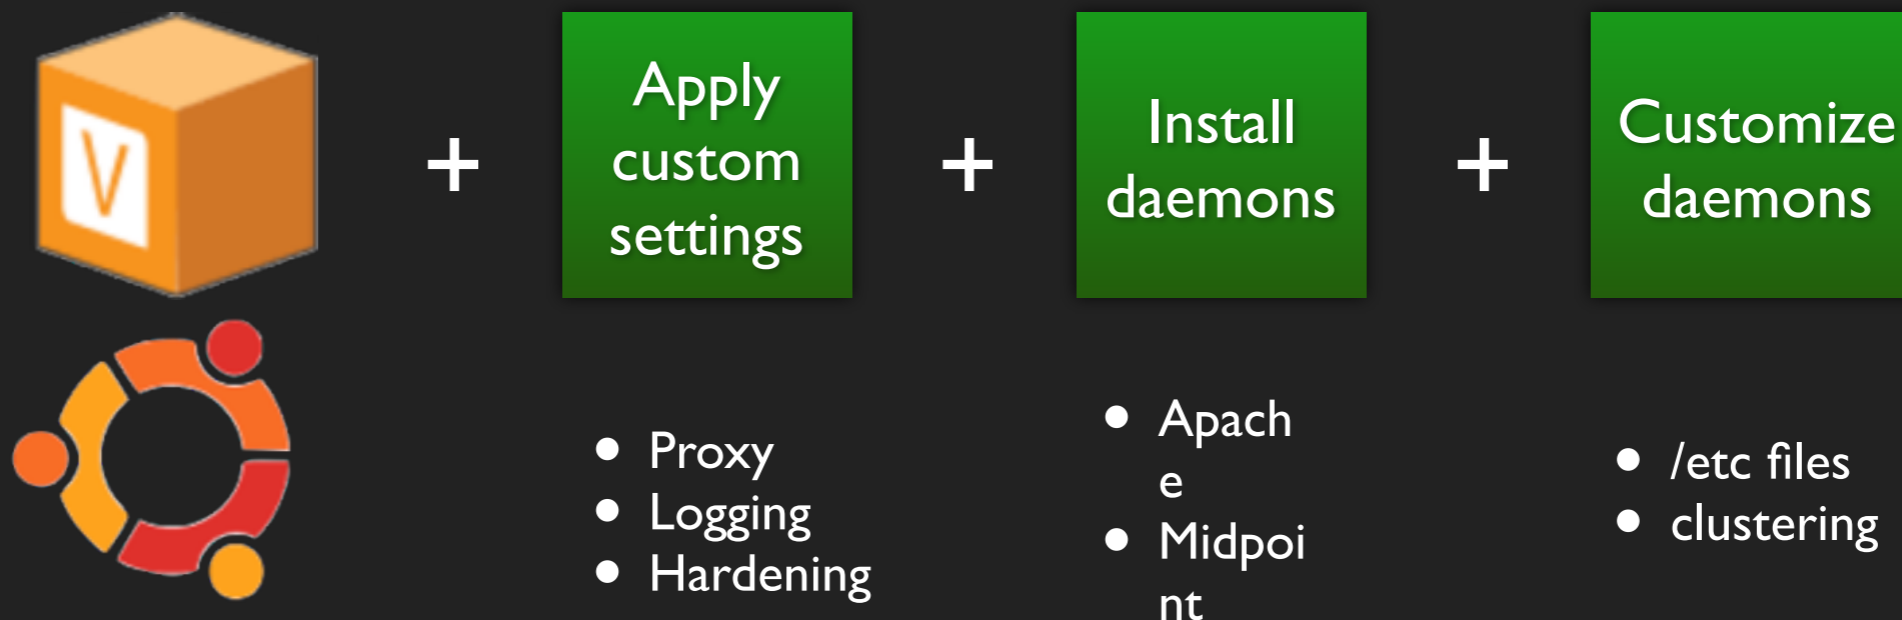 V
+
Apply
custom
settings
+
Install
daemons
+
Customize
daemons
• Proxy
• Logging
• Hardening
• Apach
e
• Midpoi
nt
• /etc files
• clustering